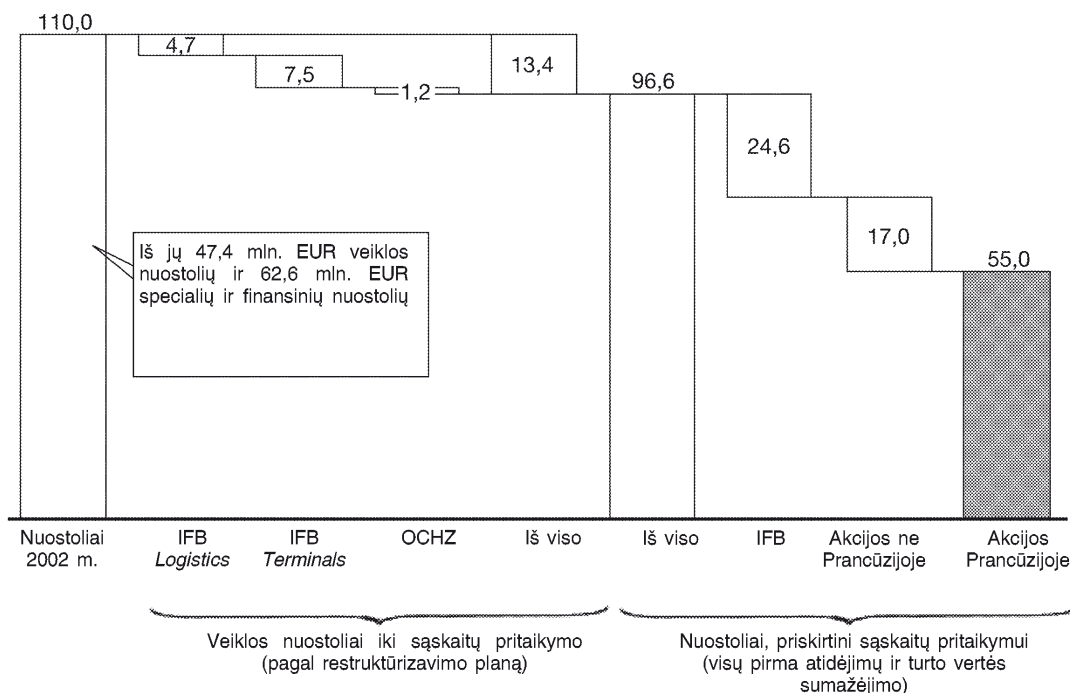 110,0
4,7
7,5
1,2
13,4
96,6
24,6
17,0
55,0
Iš jų 47,4 mln. EUR veiklos
nuostolių ir 62,6 mln. EUR
specialių ir finansinių nuostolių
Nuostoliai
2002 m.
IFB
Logistics
IFB
Terminals
OCHZ
Iš viso
Iš viso
IFB
Akcijos ne
Prancūzijoje
Akcijos
Prancūzijoje
Veiklos nuostoliai iki sąskaitų pritaikymo
(pagal restruktūrizavimo planą)
Nuostoliai, priskirtini sąskaitų pritaikymui
(visų pirma atidėjimų ir turto vertės
sumažėjimo)